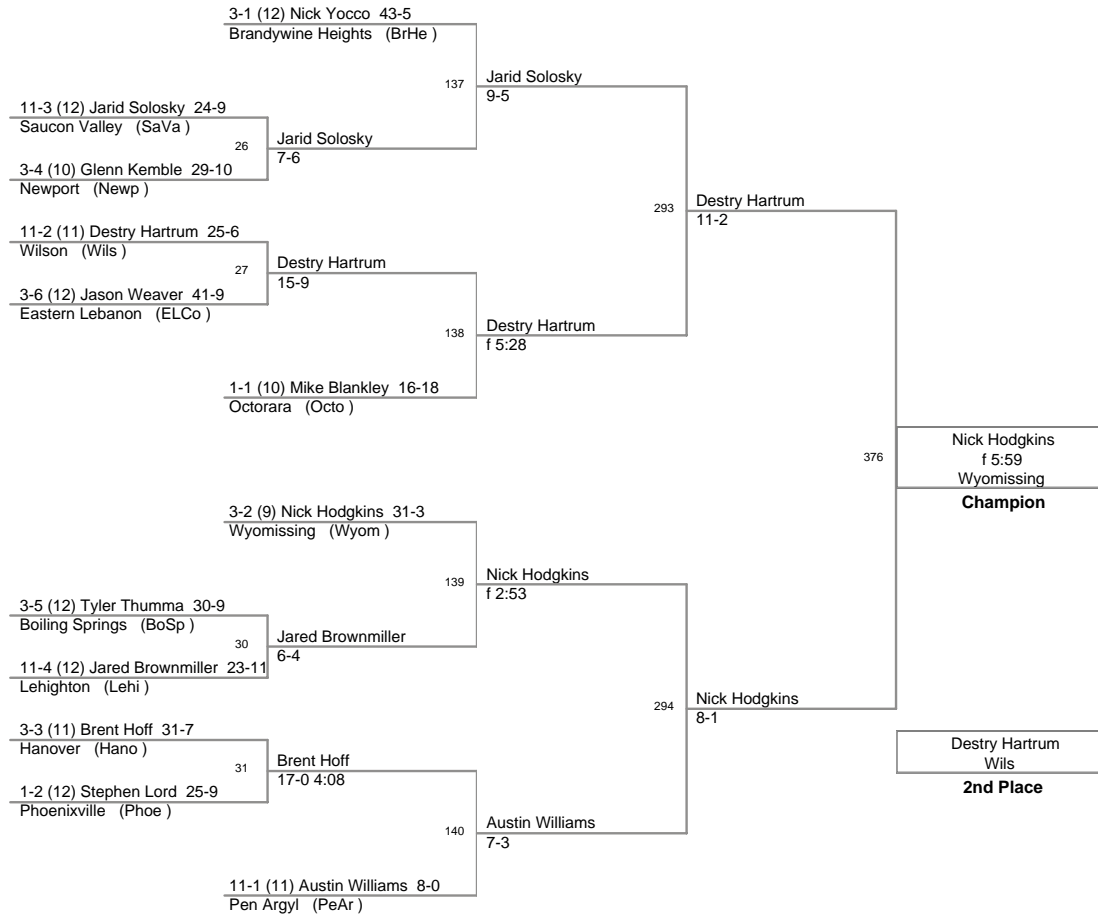 3-1 (12) Nick Yocco 43-5
Brandywine Heights (BrHe )
137
Jarid Solosky
9-5
11-3 (12) Jarid Solosky 24-9
Saucon Valley (SaVa )
26
Jarid Solosky
7-6
3-4 (10) Glenn Kemble 29-10
Newport (Newp )
293
Destry Hartrum
11-2
11-2 (11) Destry Hartrum 25-6
Wilson (Wils )
27
Destry Hartrum
15-9
3-6 (12) Jason Weaver 41-9
Eastern Lebanon (ELCo )
138
Destry Hartrum
f 5:28
1-1 (10) Mike Blankley 16-18
Octorara (Octo )
376
Nick Hodgkins
f 5:59
Wyomissing
Champion
3-2 (9) Nick Hodgkins 31-3
Wyomissing (Wyom )
139
Nick Hodgkins
f 2:53
3-5 (12) Tyler Thumma 30-9
Boiling Springs (BoSp )
30
Jared Brownmiller
6-4
11-4 (12) Jared Brownmiller 23-11
Lehighton (Lehi )
294
Nick Hodgkins
8-1
3-3 (11) Brent Hoff 31-7
Hanover (Hano )
31
Brent Hoff
17-0 4:08
1-2 (12) Stephen Lord 25-9
Phoenixville (Phoe )
Destry Hartrum
Wils
2nd Place
140
Austin Williams
7-3
11-1 (11) Austin Williams 8-0
Pen Argyl (PeAr )